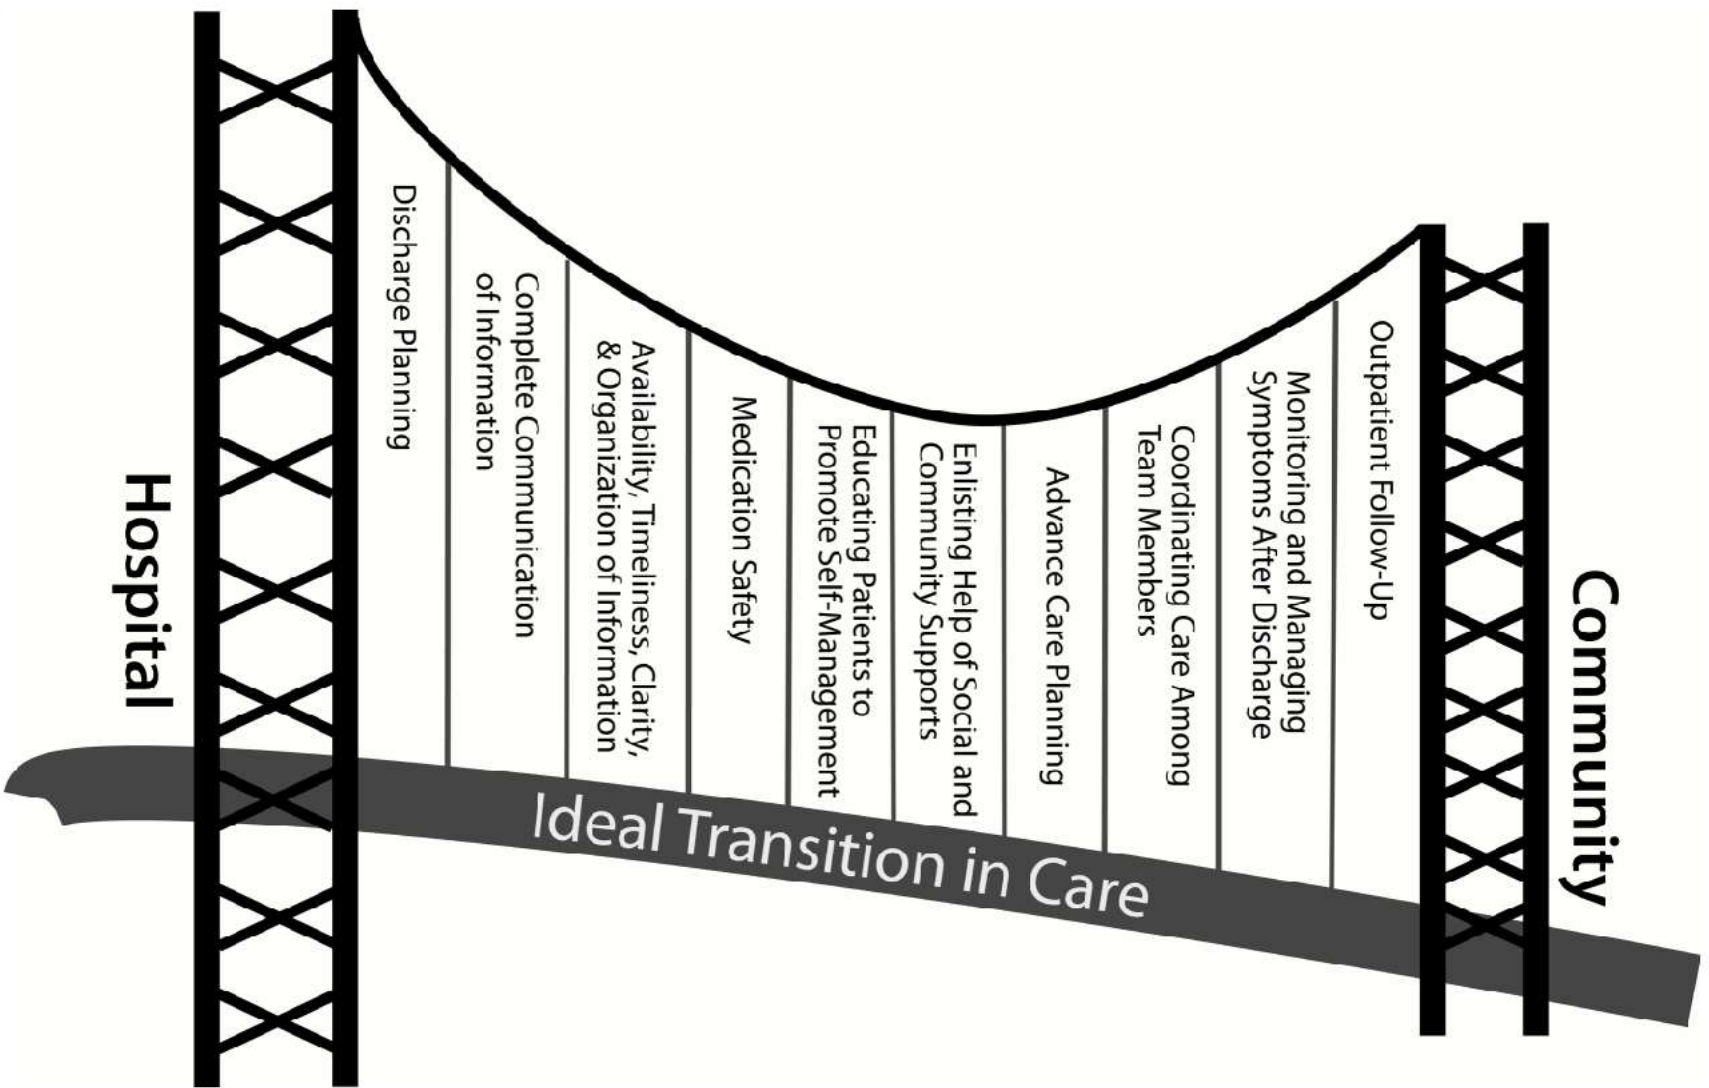 Hospital
Discharge Planning
Complete Communication
of Information
Availability, Timeliness, Clarity,
& Organization of Information
Medication Safety
Educating Patients to
Promote Self-Management
Enlisting Help of Social and
Community Supports
Advance Care Planning
Coordinating Care Among
Team Members
Monitoring and Managing
Symptoms After Discharge
Outpatient Follow-Up
Community
Ideal Transition in Care